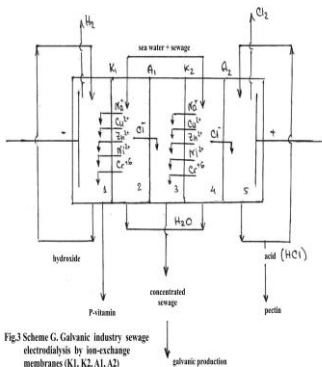 H₂
Cl₂
sea water + sewage
K₁ A₁ K₂ A₂
Na⁺ Na⁺
Cu²⁺ Cu²⁺
Zn²⁺ Cl⁻ Zn²⁺ Cl⁻
Ni²⁺ Ni²⁺
Cr⁺⁶ Cr⁺⁶
- +
1 2 3 4 5
H₂O
hydroxide
acid (HCl)
P-vitamin
concentrated
sewage
pectin
Fig.3 Scheme G. Galvanic industry sewage
electrodialysis by ion-exchange
membranes (K1, K2, A1, A2)
galvanic production